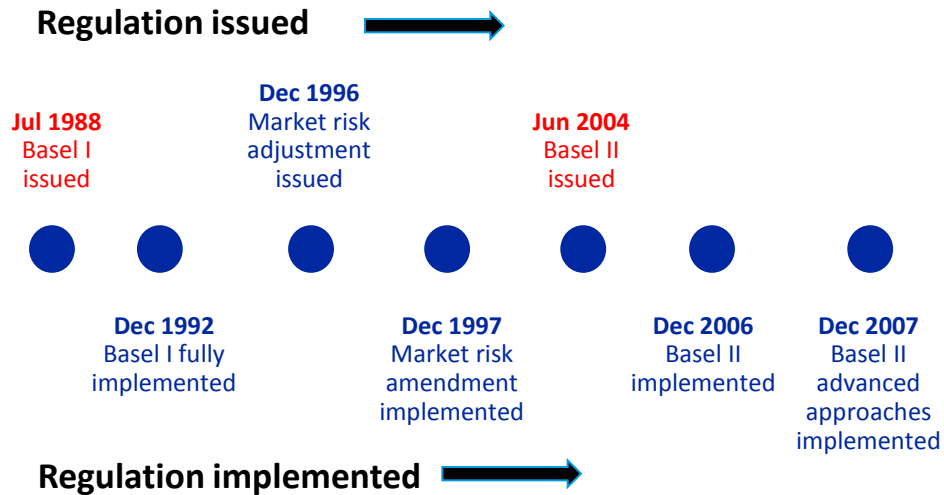 Regulation issued
Jul 1988
Basel I
issued
Dec 1996
Market risk
adjustment
issued
Jun 2004
Basel II
issued
Dec 1992
Basel I fully
implemented
Dec 1997
Market risk
amendment
implemented
Dec 2006
Basel II
implemented
Dec 2007
Basel II
advanced
approaches
implemented
Regulation implemented